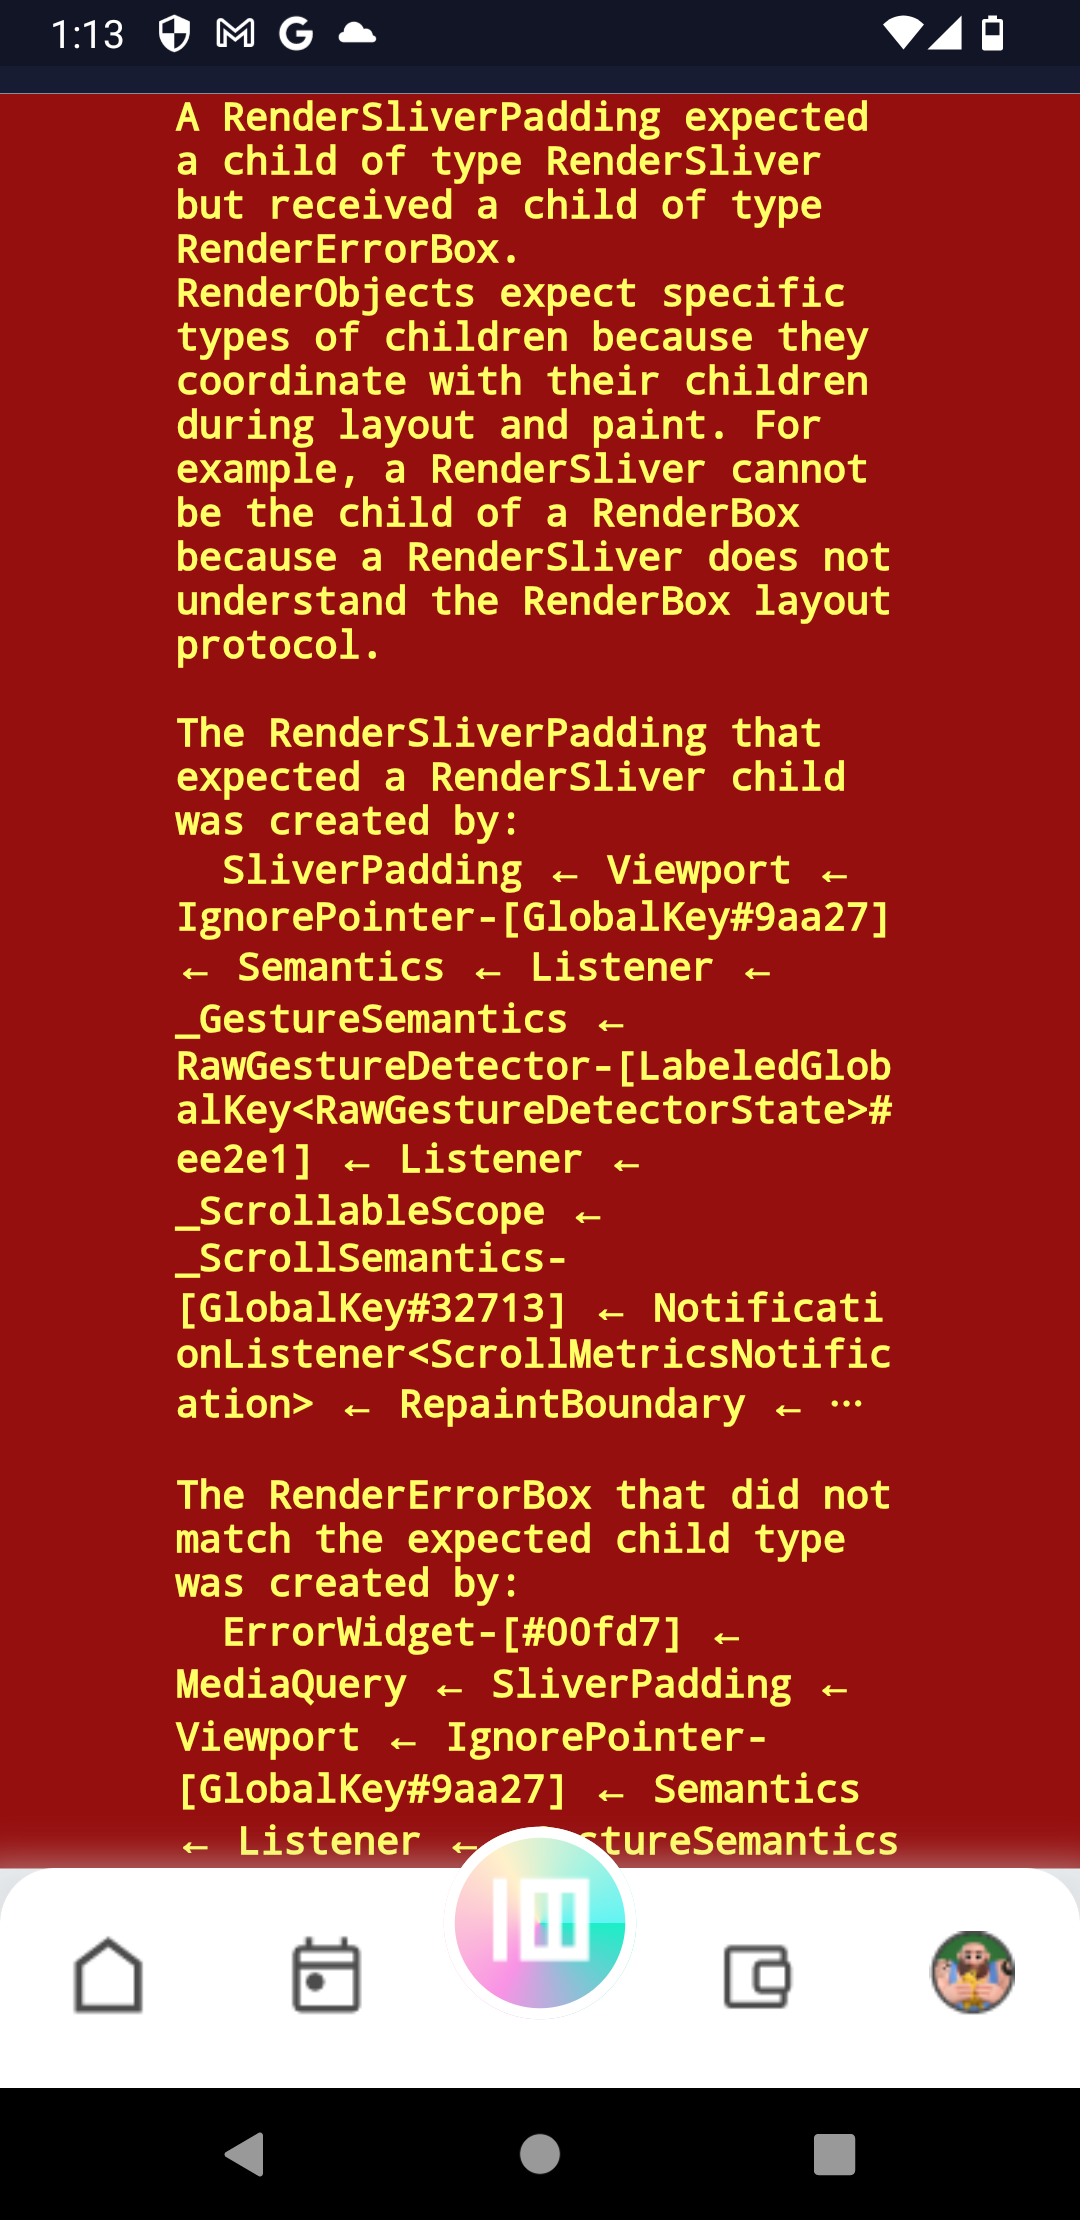 1:13
A RenderSliverPadding expected
a child of type RenderSliver
but received a child of type
RenderErrorBox.
RenderObjects expect specific
types of children because they
coordinate with their children
during layout and paint. For
example, a RenderSliver cannot
be the child of a RenderBox
because a RenderSliver does not
understand the RenderBox layout
protocol.
The RenderSliverPadding that
expected a RenderSliver child
was created by:
SliverPadding ← Viewport ←
IgnorePointer-[GlobalKey#9aa27]
← Semantics ← Listener ←
_GestureSemantics ←
RawGestureDetector-[LabeledGlob
alKey<RawGestureDetectorState>#
ee2e1] ← Listener ←
_ScrollableScope ←
_ScrollSemantics-
[GlobalKey#32713] ← Notificati
onListener<ScrollMetricsNotific
ation> ← RepaintBoundary ← ⋯
The RenderErrorBox that did not
match the expected child type
was created by:
ErrorWidget-[#00fd7] ←
MediaQuery ← SliverPadding ←
Viewport ← IgnorePointer-
[GlobalKey#9aa27] ← Semantics
← Listener ← stureSemantics